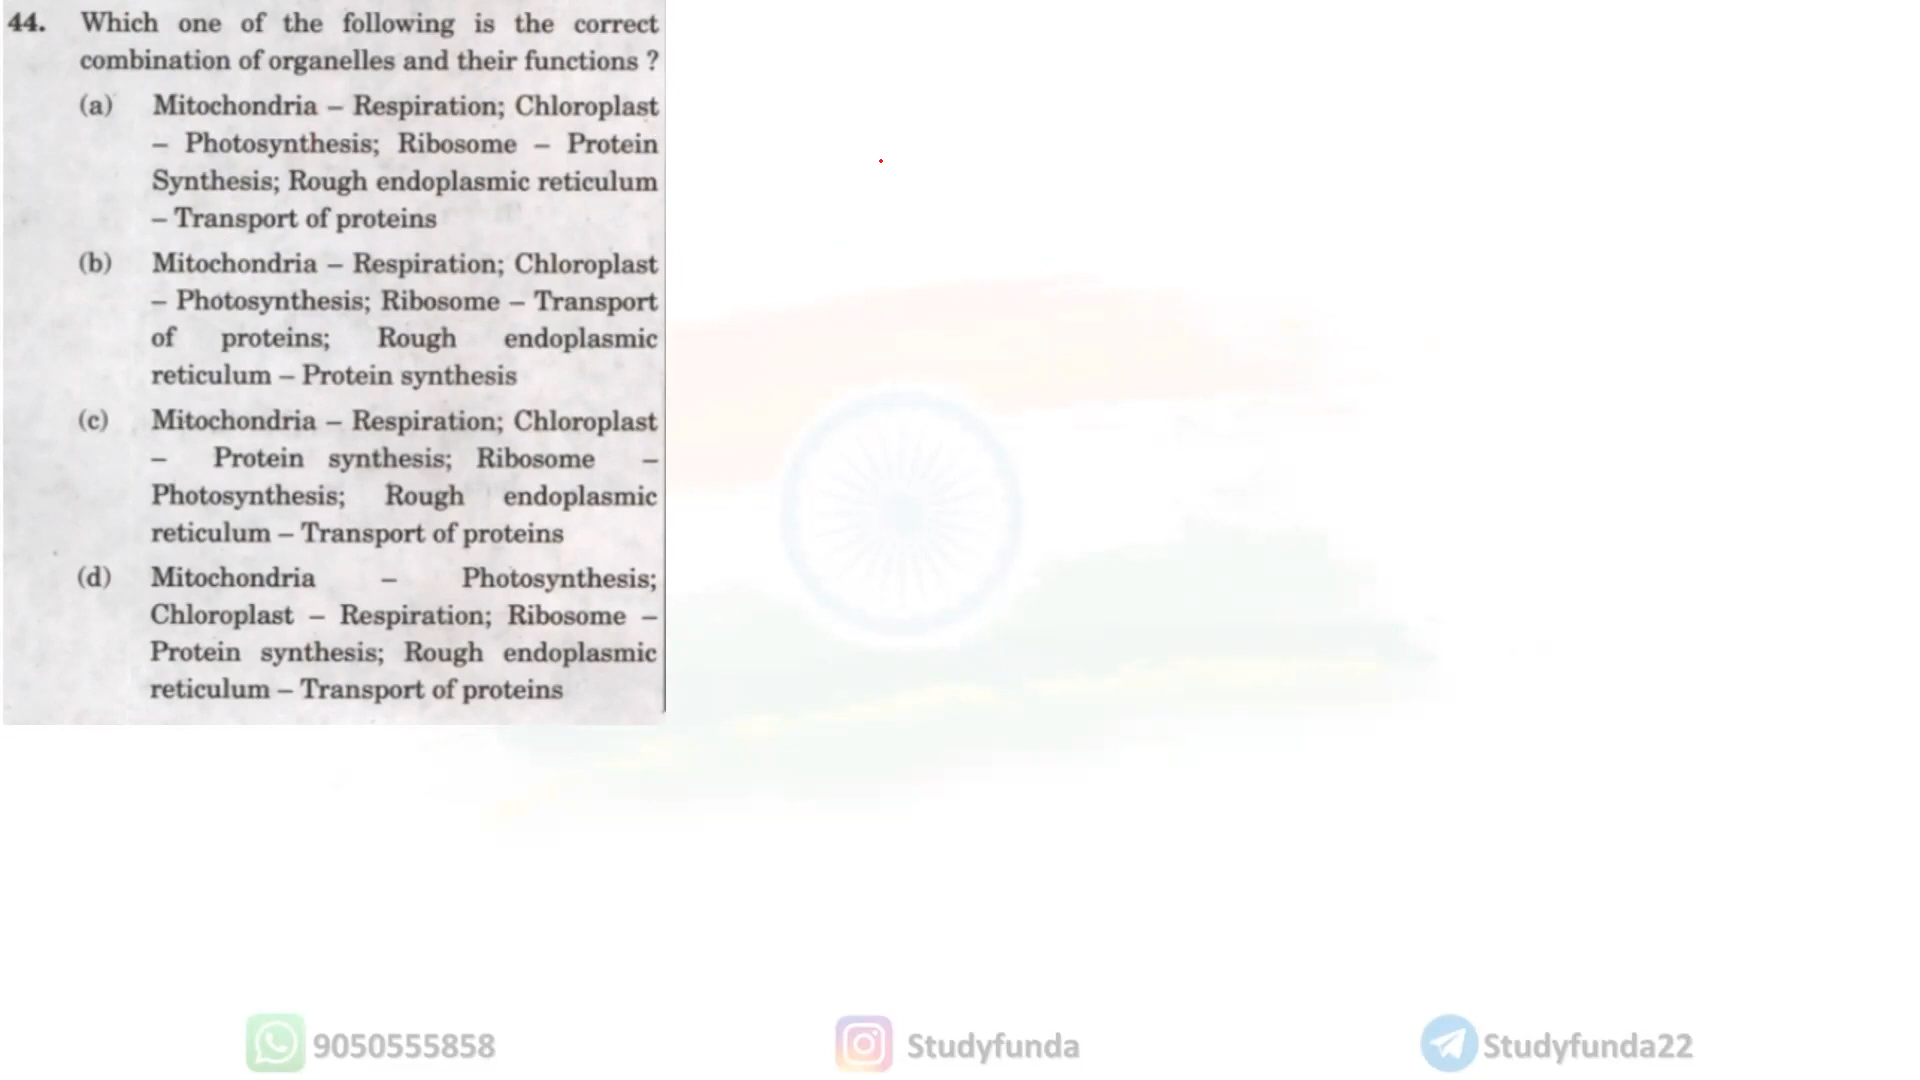 44. Which one of the following is the correct
combination of organelles and their functions ?
(a) Mitochondria – Respiration; Chloroplast
– Photosynthesis; Ribosome – Protein
Synthesis; Rough endoplasmic reticulum
– Transport of proteins
(b) Mitochondria – Respiration; Chloroplast
– Photosynthesis; Ribosome – Transport
of proteins; Rough endoplasmic
reticulum – Protein synthesis
(c) Mitochondria – Respiration; Chloroplast
– Protein synthesis; Ribosome –
Photosynthesis; Rough endoplasmic
reticulum – Transport of proteins
(d) Mitochondria – Photosynthesis;
Chloroplast – Respiration; Ribosome –
Protein synthesis; Rough endoplasmic
reticulum – Transport of proteins
9050555858
Studyfunda
Studyfunda22